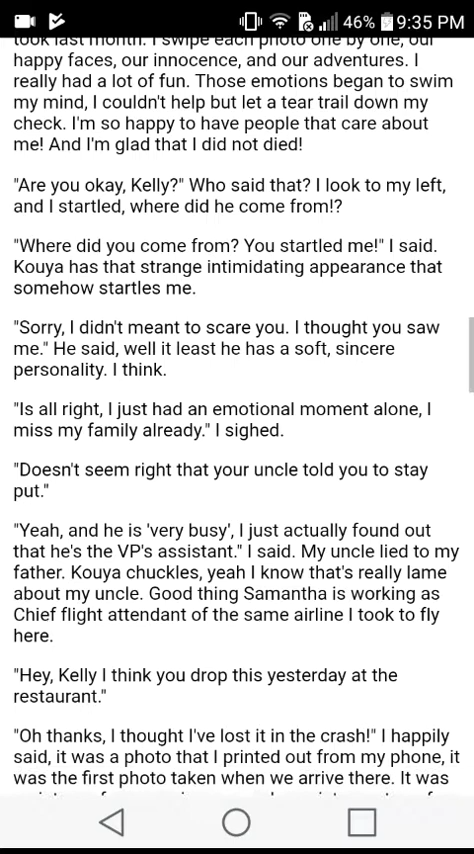 46% 9:35 PM
took last month. I swipe each photo one by one, our
happy faces, our innocence, and our adventures. I
really had a lot of fun. Those emotions began to swim
my mind, I couldn't help but let a tear trail down my
check. I'm so happy to have people that care about
me! And I'm glad that I did not died!
"Are you okay, Kelly?" Who said that? I look to my left,
and I startled, where did he come from!?
"Where did you come from? You startled me!" I said.
Kouya has that strange intimidating appearance that
somehow startles me.
"Sorry, I didn't meant to scare you. I thought you saw
me." He said, well it least he has a soft, sincere
personality. I think.
"Is all right, I just had an emotional moment alone, I
miss my family already." I sighed.
"Doesn't seem right that your uncle told you to stay
put."
"Yeah, and he is 'very busy', I just actually found out
that he's the VP's assistant." I said. My uncle lied to my
father. Kouya chuckles, yeah I know that's really lame
about my uncle. Good thing Samantha is working as
Chief flight attendant of the same airline I took to fly
here.
"Hey, Kelly I think you drop this yesterday at the
restaurant."
"Oh thanks, I thought I've lost it in the crash!" I happily
said, it was a photo that I printed out from my phone, it
was the first photo taken when we arrive there. It was